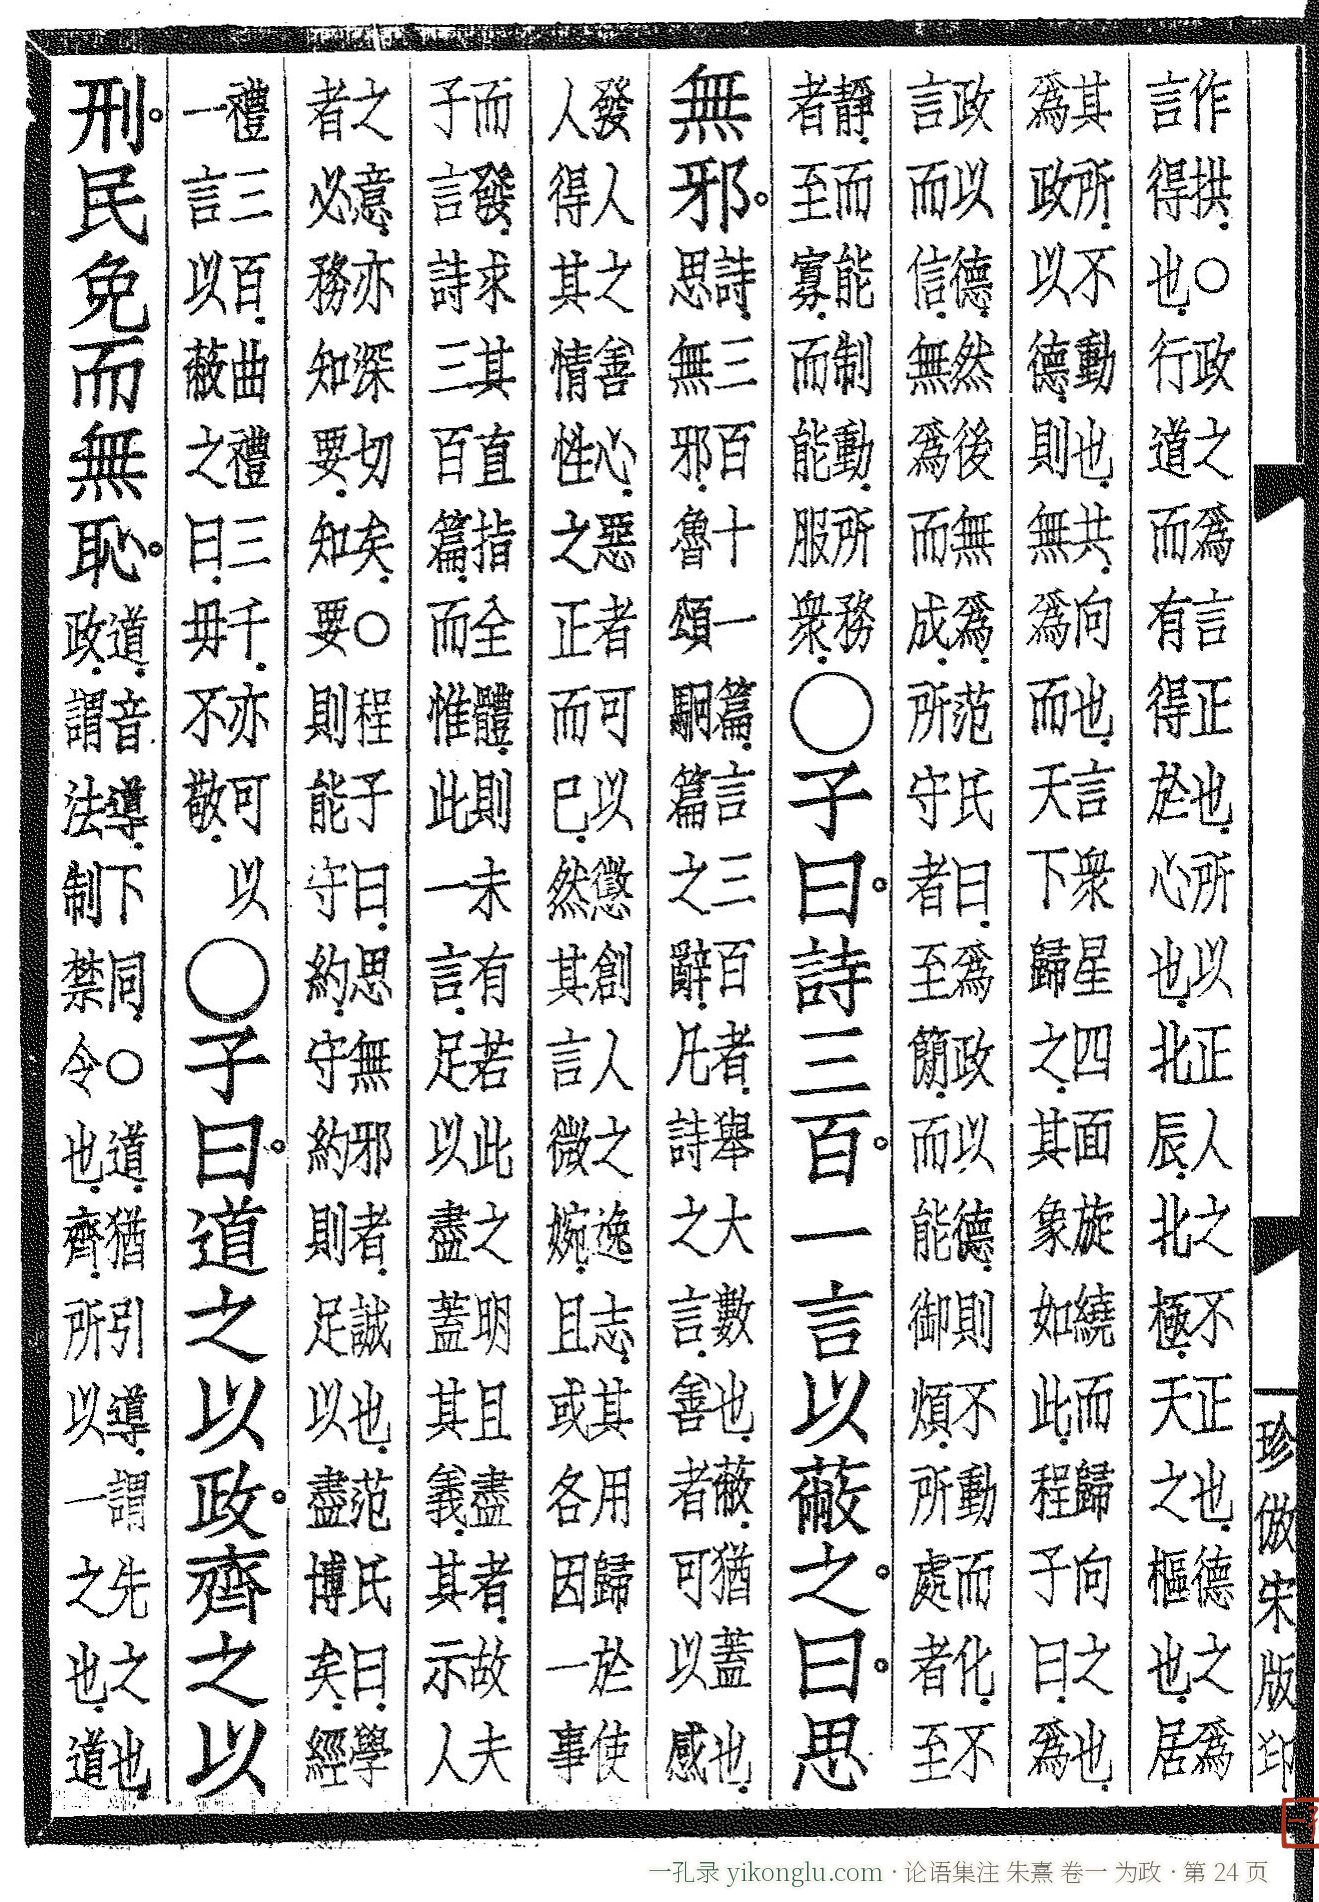 珍倣宋版印
作拱○政之爲言正也所以正人之不正也德之爲
言得也行道而有得於心也北辰北極天之樞也居
其所不動也共向也言衆星四面旋繞而歸向之也
爲政以德則無爲而天下歸之其象如此程子曰爲
政以德然後無爲范氏曰爲政以德則不動而化不
言而信無爲而成所守者至簡而能御煩所處者至
靜而能制動所務
者至寡而能服衆
○子曰詩三百一言以蔽之曰思
無邪
詩三百十一篇言三百者舉大數也蔽猶蓋也
思無邪魯頌駉篇之辭凡詩之言善者可以感
發人之善心惡者可以懲創人之逸志其用歸於使
人得其情性之正而已然其言微婉且或各因一事
而發求其直指全體則未有若此之明且盡者故夫
子言詩三百篇而惟此一言足以盡蓋其義其示人
之意亦深切矣○程子曰思無邪者誠也范氏曰學
者必務知要知要則能守約守約則足以盡博矣經
禮三百曲禮三千亦可以
一言以蔽之曰毋不敬
○子曰道之以政齊之以
刑民免而無恥
道音導下同○道猶引導謂先之也
政謂法制禁令也齊所以一之也道
一孔录 yikonglu.com · 论语集注 朱熹 卷一 为政 · 第 24 页